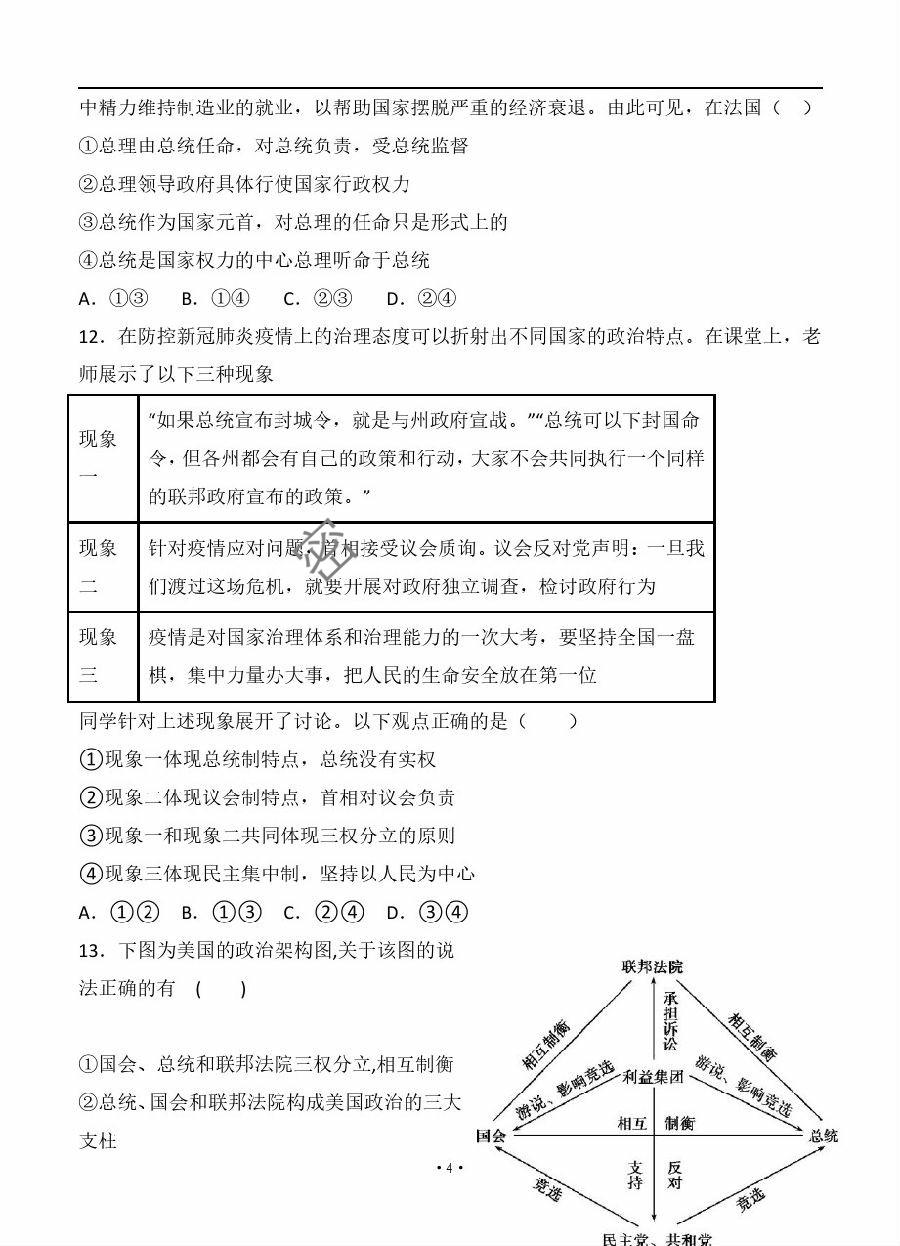 中精力维持制造业的就业，以帮助国家摆脱严重的经济衰退。由此可见，在法国（　）
①总理由总统任命，对总统负责，受总统监督
②总理领导政府具体行使国家行政权力
③总统作为国家元首，对总理的任命只是形式上的
④总统是国家权力的中心总理听命于总统
A．①③　B．①④　C．②③　D．②④
12．在防控新冠肺炎疫情上的治理态度可以折射出不同国家的政治特点。在课堂上，老
师展示了以下三种现象
现象
一
“如果总统宣布封城令，就是与州政府宣战。”“总统可以下封国命
令，但各州都会有自己的政策和行动，大家不会共同执行一个同样
的联邦政府宣布的政策。”
现象
二
针对疫情应对问题，首相接受议会质询。议会反对党声明：一旦我
们渡过这场危机，就要开展对政府独立调查，检讨政府行为
密
现象
三
疫情是对国家治理体系和治理能力的一次大考，要坚持全国一盘
棋，集中力量办大事，把人民的生命安全放在第一位
同学针对上述现象展开了讨论。以下观点正确的是（　　）
①现象一体现总统制特点，总统没有实权
②现象二体现议会制特点，首相对议会负责
③现象一和现象二共同体现三权分立的原则
④现象三体现民主集中制，坚持以人民为中心
A．①②　B．①③　C．②④　D．③④
13．下图为美国的政治架构图,关于该图的说
法正确的有　(　　)
①国会、总统和联邦法院三权分立,相互制衡
②总统、国会和联邦法院构成美国政治的三大
支柱
联邦法院
承担诉讼
相互制衡
相互制衡
利益集团
游说、影响竞选
游说、影响竞选
相互　制衡
国会
总统
支持
反对
竞选
竞选
民主党、共和党
• 4 •